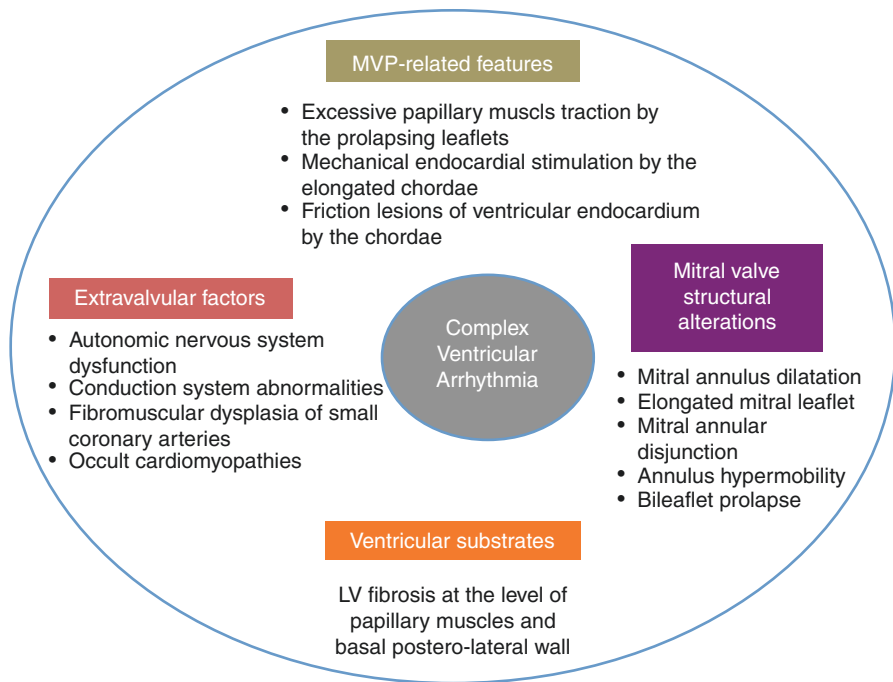 MVP-related features
• Excessive papillary muscls traction by
the prolapsing leaflets
• Mechanical endocardial stimulation by the
elongated chordae
• Friction lesions of ventricular endocardium
by the chordae
Extravalvular factors
• Autonomic nervous system
dysfunction
• Conduction system abnormalities
• Fibromuscular dysplasia of small
coronary arteries
• Occult cardiomyopathies
Complex
Ventricular
Arrhythmia
Mitral valve
structural
alterations
• Mitral annulus dilatation
• Elongated mitral leaflet
• Mitral annular
disjunction
• Annulus hypermobility
• Bileaflet prolapse
Ventricular substrates
LV fibrosis at the level of
papillary muscles and
basal postero-lateral wall